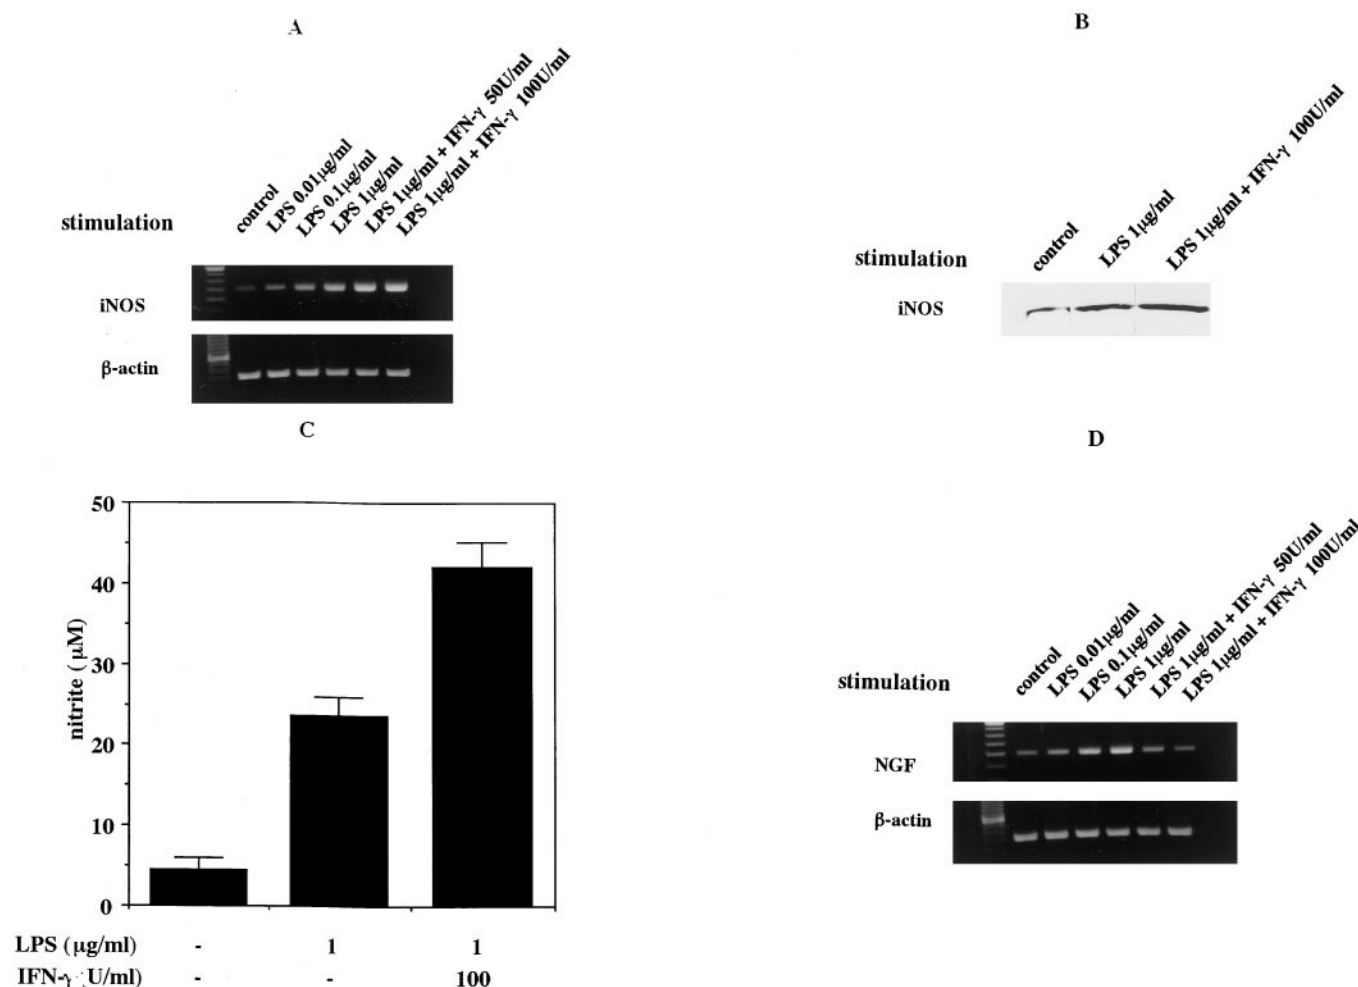 A
control
LPS 0.01μg/ml
LPS 0.1μg/ml
LPS 1μg/ml
LPS 1μg/ml + IFN-γ 50U/ml
LPS 1μg/ml + IFN-γ 100U/ml
stimulation
iNOS
β-actin
B
control
LPS 1μg/ml
LPS 1μg/ml + IFN-γ 100U/ml
stimulation
iNOS
C
nitrite (μM)
50
40
30
20
10
0
LPS (μg/ml) - 1 1
IFN-γ (U/ml) - - 100
D
control
LPS 0.01μg/ml
LPS 0.1μg/ml
LPS 1μg/ml
LPS 1μg/ml + IFN-γ 50U/ml
LPS 1μg/ml + IFN-γ 100U/ml
stimulation
NGF
β-actin